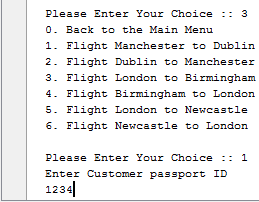 Please Enter Your Choice :: 3
0. Back to the Main Menu
1. Flight Manchester to Dublin
2. Flight Dublin to Manchester
3. Flight London to Birmingham
4. Flight Birmingham to London
5. Flight London to Newcastle
6. Flight Newcastle to London
Please Enter Your Choice :: 1
Enter Customer passport ID
1234